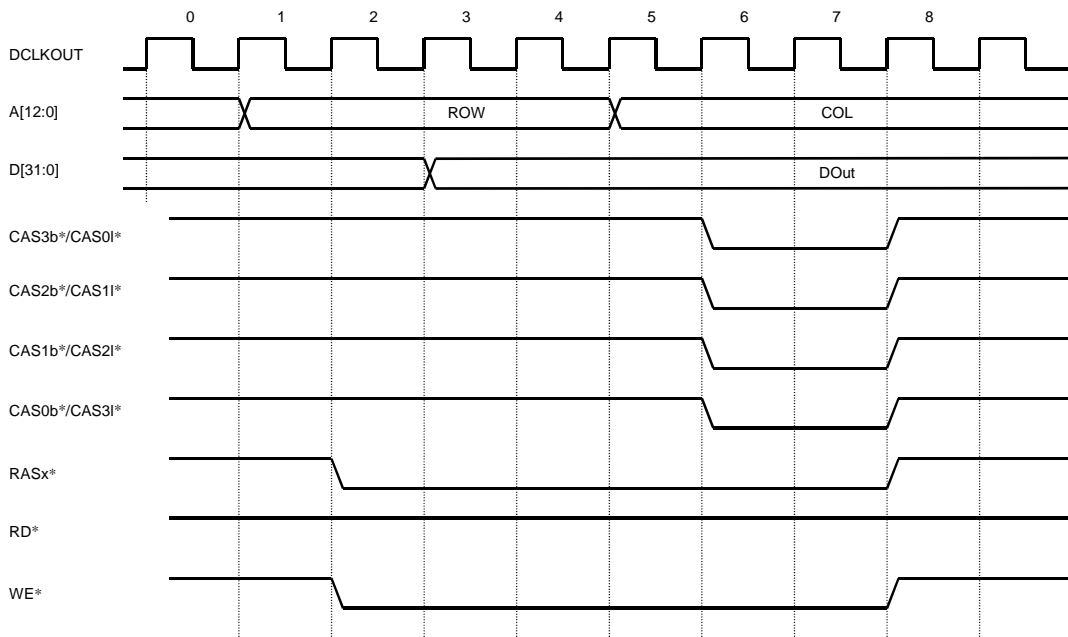 0 1 2 3 4 5 6 7 8
DCLKOUT
A[12:0] ROW COL
D[31:0] DOut
CAS3b*/CAS0l*
CAS2b*/CAS1l*
CAS1b*/CAS2l*
CAS0b*/CAS3l*
RASx*
RD*
WE*